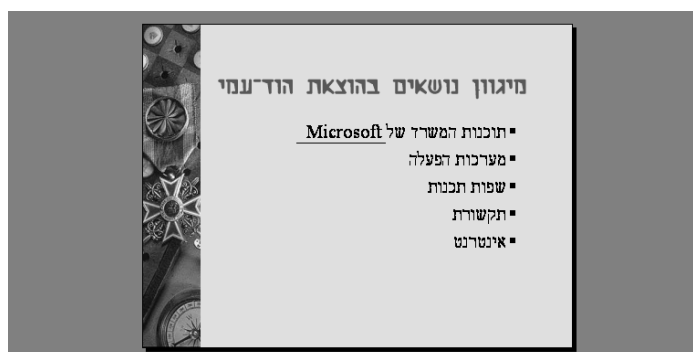 מיגוון נושאים בהוצאת הוד־עמי
▪ תוכנות המשרד של Microsoft
▪ מערכות הפעלה
▪ שפות תכנות
▪ תקשורת
▪ אינטרנט